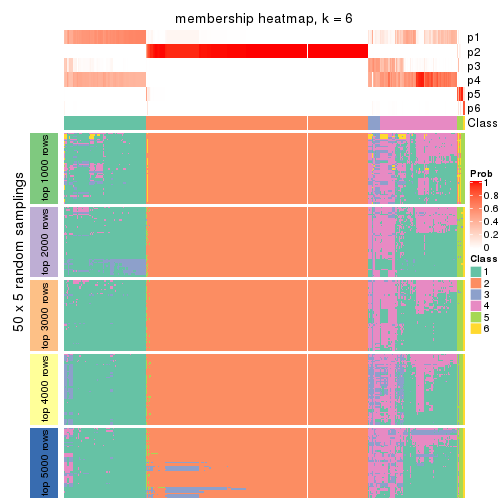 membership heatmap, k = 6
p1
p2
p3
p4
p5
p6
Class
50 x 5 random samplings
top 1000 rows
top 2000 rows
top 3000 rows
top 4000 rows
top 5000 rows
Prob
1
0.8
0.6
0.4
0.2
0
Class
1
2
3
4
5
6